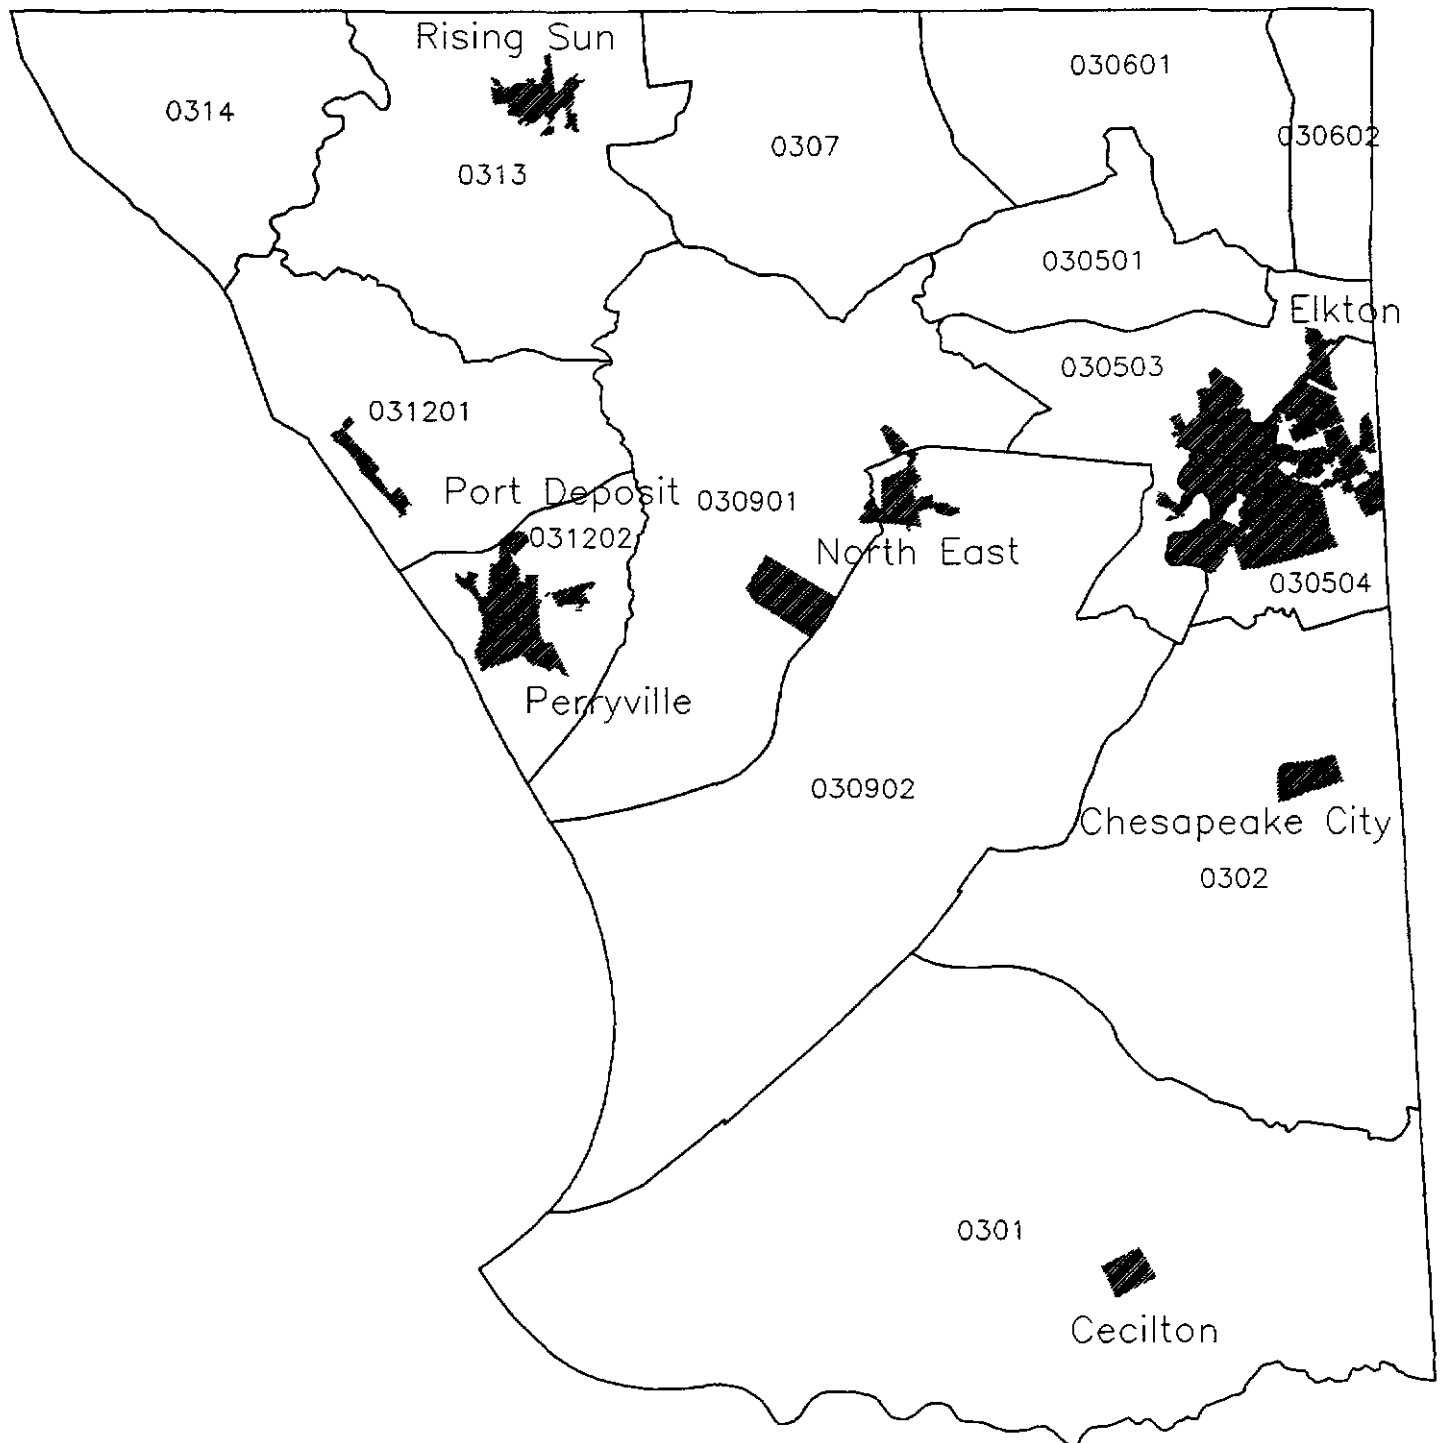 Rising Sun
030601
0314
030602
0307
0313
030501
Elkton
030503
031201
Port Deposit
030901
031202
North East
030504
Perryville
030902
Chesapeake City
0302
0301
Cecilton